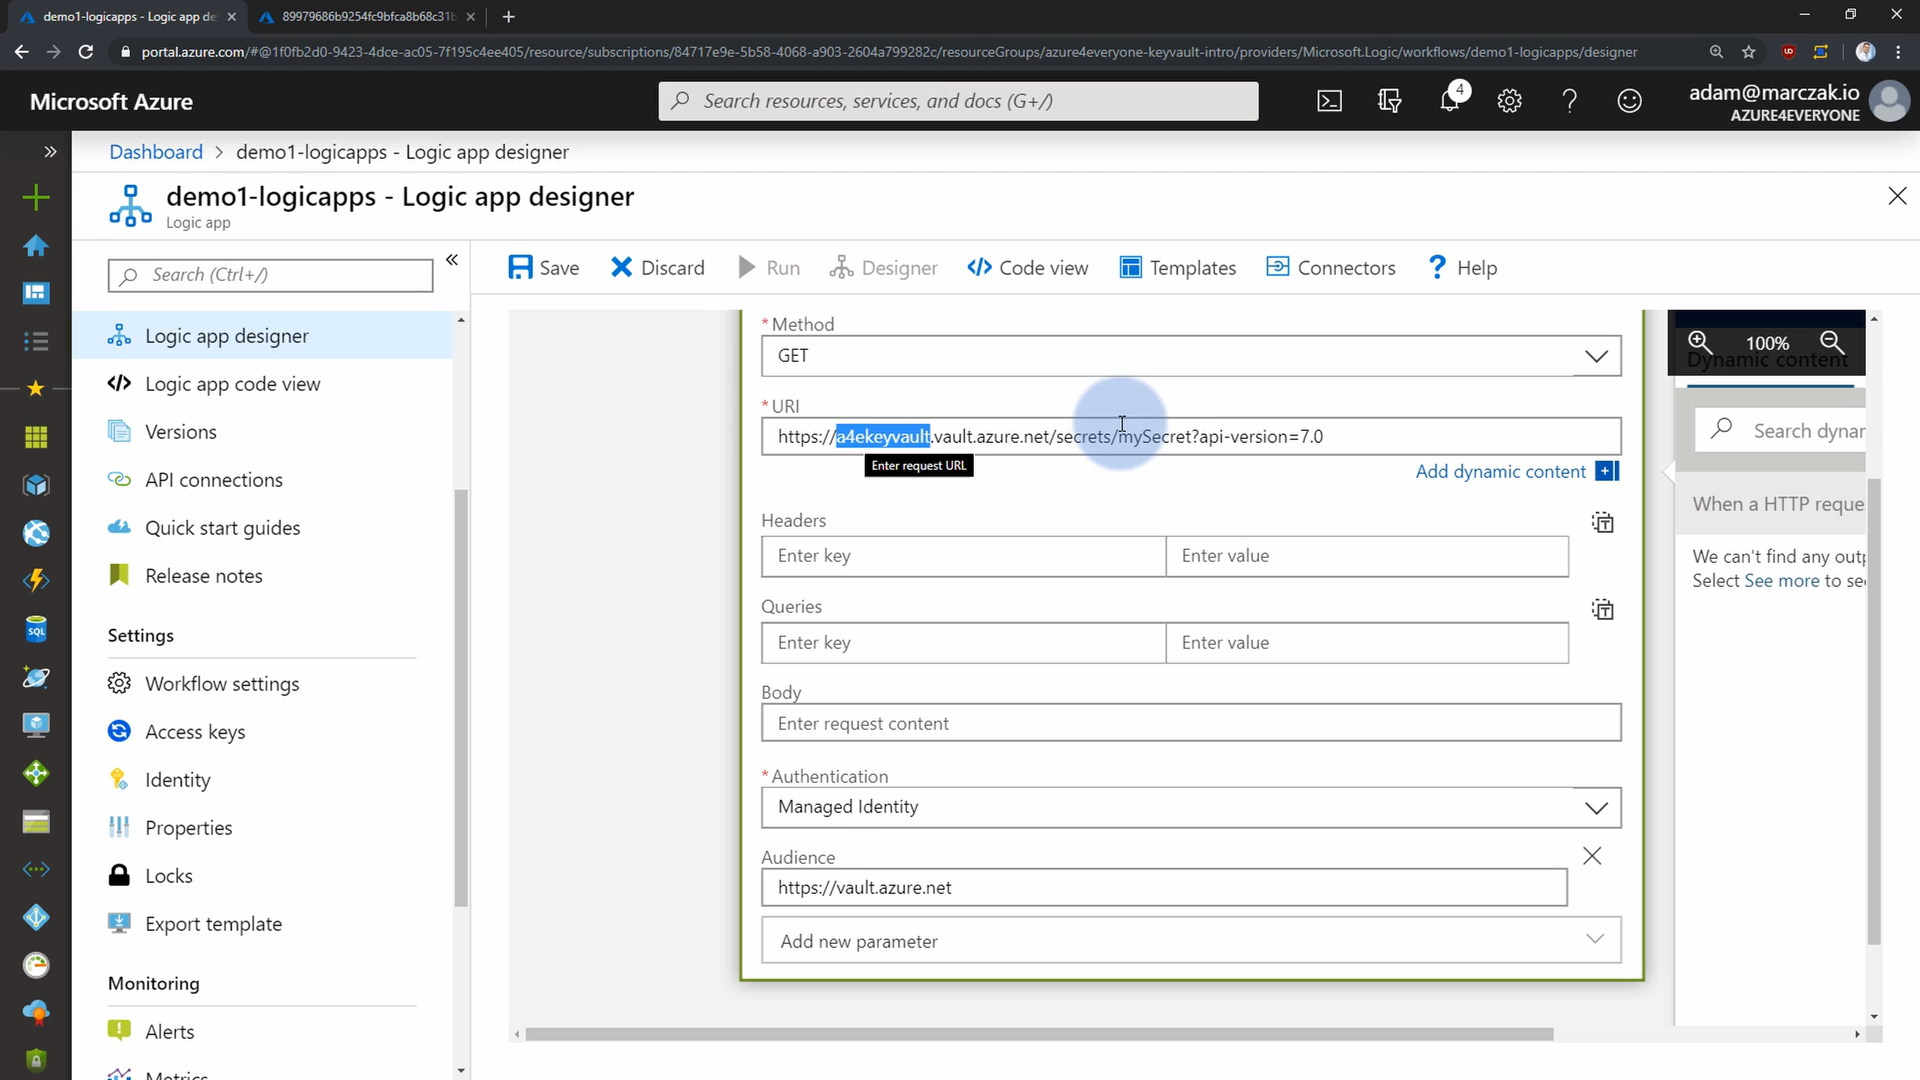 demo1-logicapps - Logic app de
89979686b9254fc9bfca8b68c31b
portal.azure.com/#@1f0fb2d0-9423-4dce-ac05-7f195c4ee405/resource/subscriptions/84717e9e-5b58-4068-a903-2604a799282c/resourceGroups/azure4everyone-keyvault-intro/providers/Microsoft.Logic/workflows/demo1-logicapps/designer
Microsoft Azure
Search resources, services, and docs (G+/)
4
adam@marczak.io
AZURE4EVERYONE
Dashboard > demo1-logicapps - Logic app designer
demo1-logicapps - Logic app designer
Logic app
Search (Ctrl+/)
Save
Discard
Run
Designer
Code view
Templates
Connectors
Help
Logic app designer
Logic app code view
Versions
API connections
Quick start guides
Release notes
Settings
Workflow settings
Access keys
Identity
Properties
Locks
Export template
Monitoring
Alerts
Metrics
SQL
* Method
GET
* URI
https://a4ekeyvault.vault.azure.net/secrets/mySecret?api-version=7.0
Enter request URL
Add dynamic content
Headers
Enter key
Enter value
Queries
Enter key
Enter value
Body
Enter request content
* Authentication
Managed Identity
Audience
https://vault.azure.net
Add new parameter
100%
Dynamic content
Search dynar
When a HTTP reque
We can't find any outp
Select See more to see